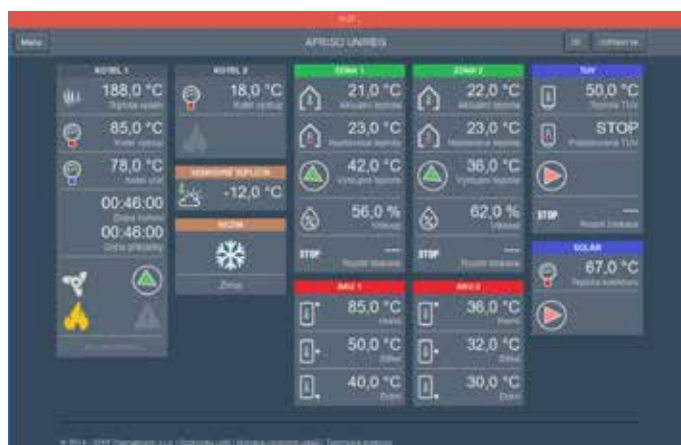 Menu
AFRISO UNIREG
KOTEL 1
188,0 °C
Teplota spalin
85,0 °C
Kotel výstup
78,0 °C
Kotel vrat
00:46:00
00:46:00
KOTEL 2
18,0 °C
Kotel výstup
VENKOVNÍ TEPLOTA
-12,0 °C
REŽIM
Zima
ZÓNA 1
21,0 °C
Aktuální teplota
23,0 °C
Nastavená teplota
42,0 °C
Výstupní teplota
56,0 %
Vlhkost
STOP
---
ZÓNA 2
22,0 °C
Aktuální teplota
23,0 °C
Nastavená teplota
36,0 °C
Výstupní teplota
62,0 %
Vlhkost
STOP
---
TUV
50,0 °C
Teplota TUV
STOP
Požadovaná TUV
STOP
---
SOLAR
67,0 °C
Teplota kolektoru
AKU 1
85,0 °C
Horní
50,0 °C
Střed
40,0 °C
Dolní
AKU 2
36,0 °C
Horní
32,0 °C
Střed
30,0 °C
Dolní